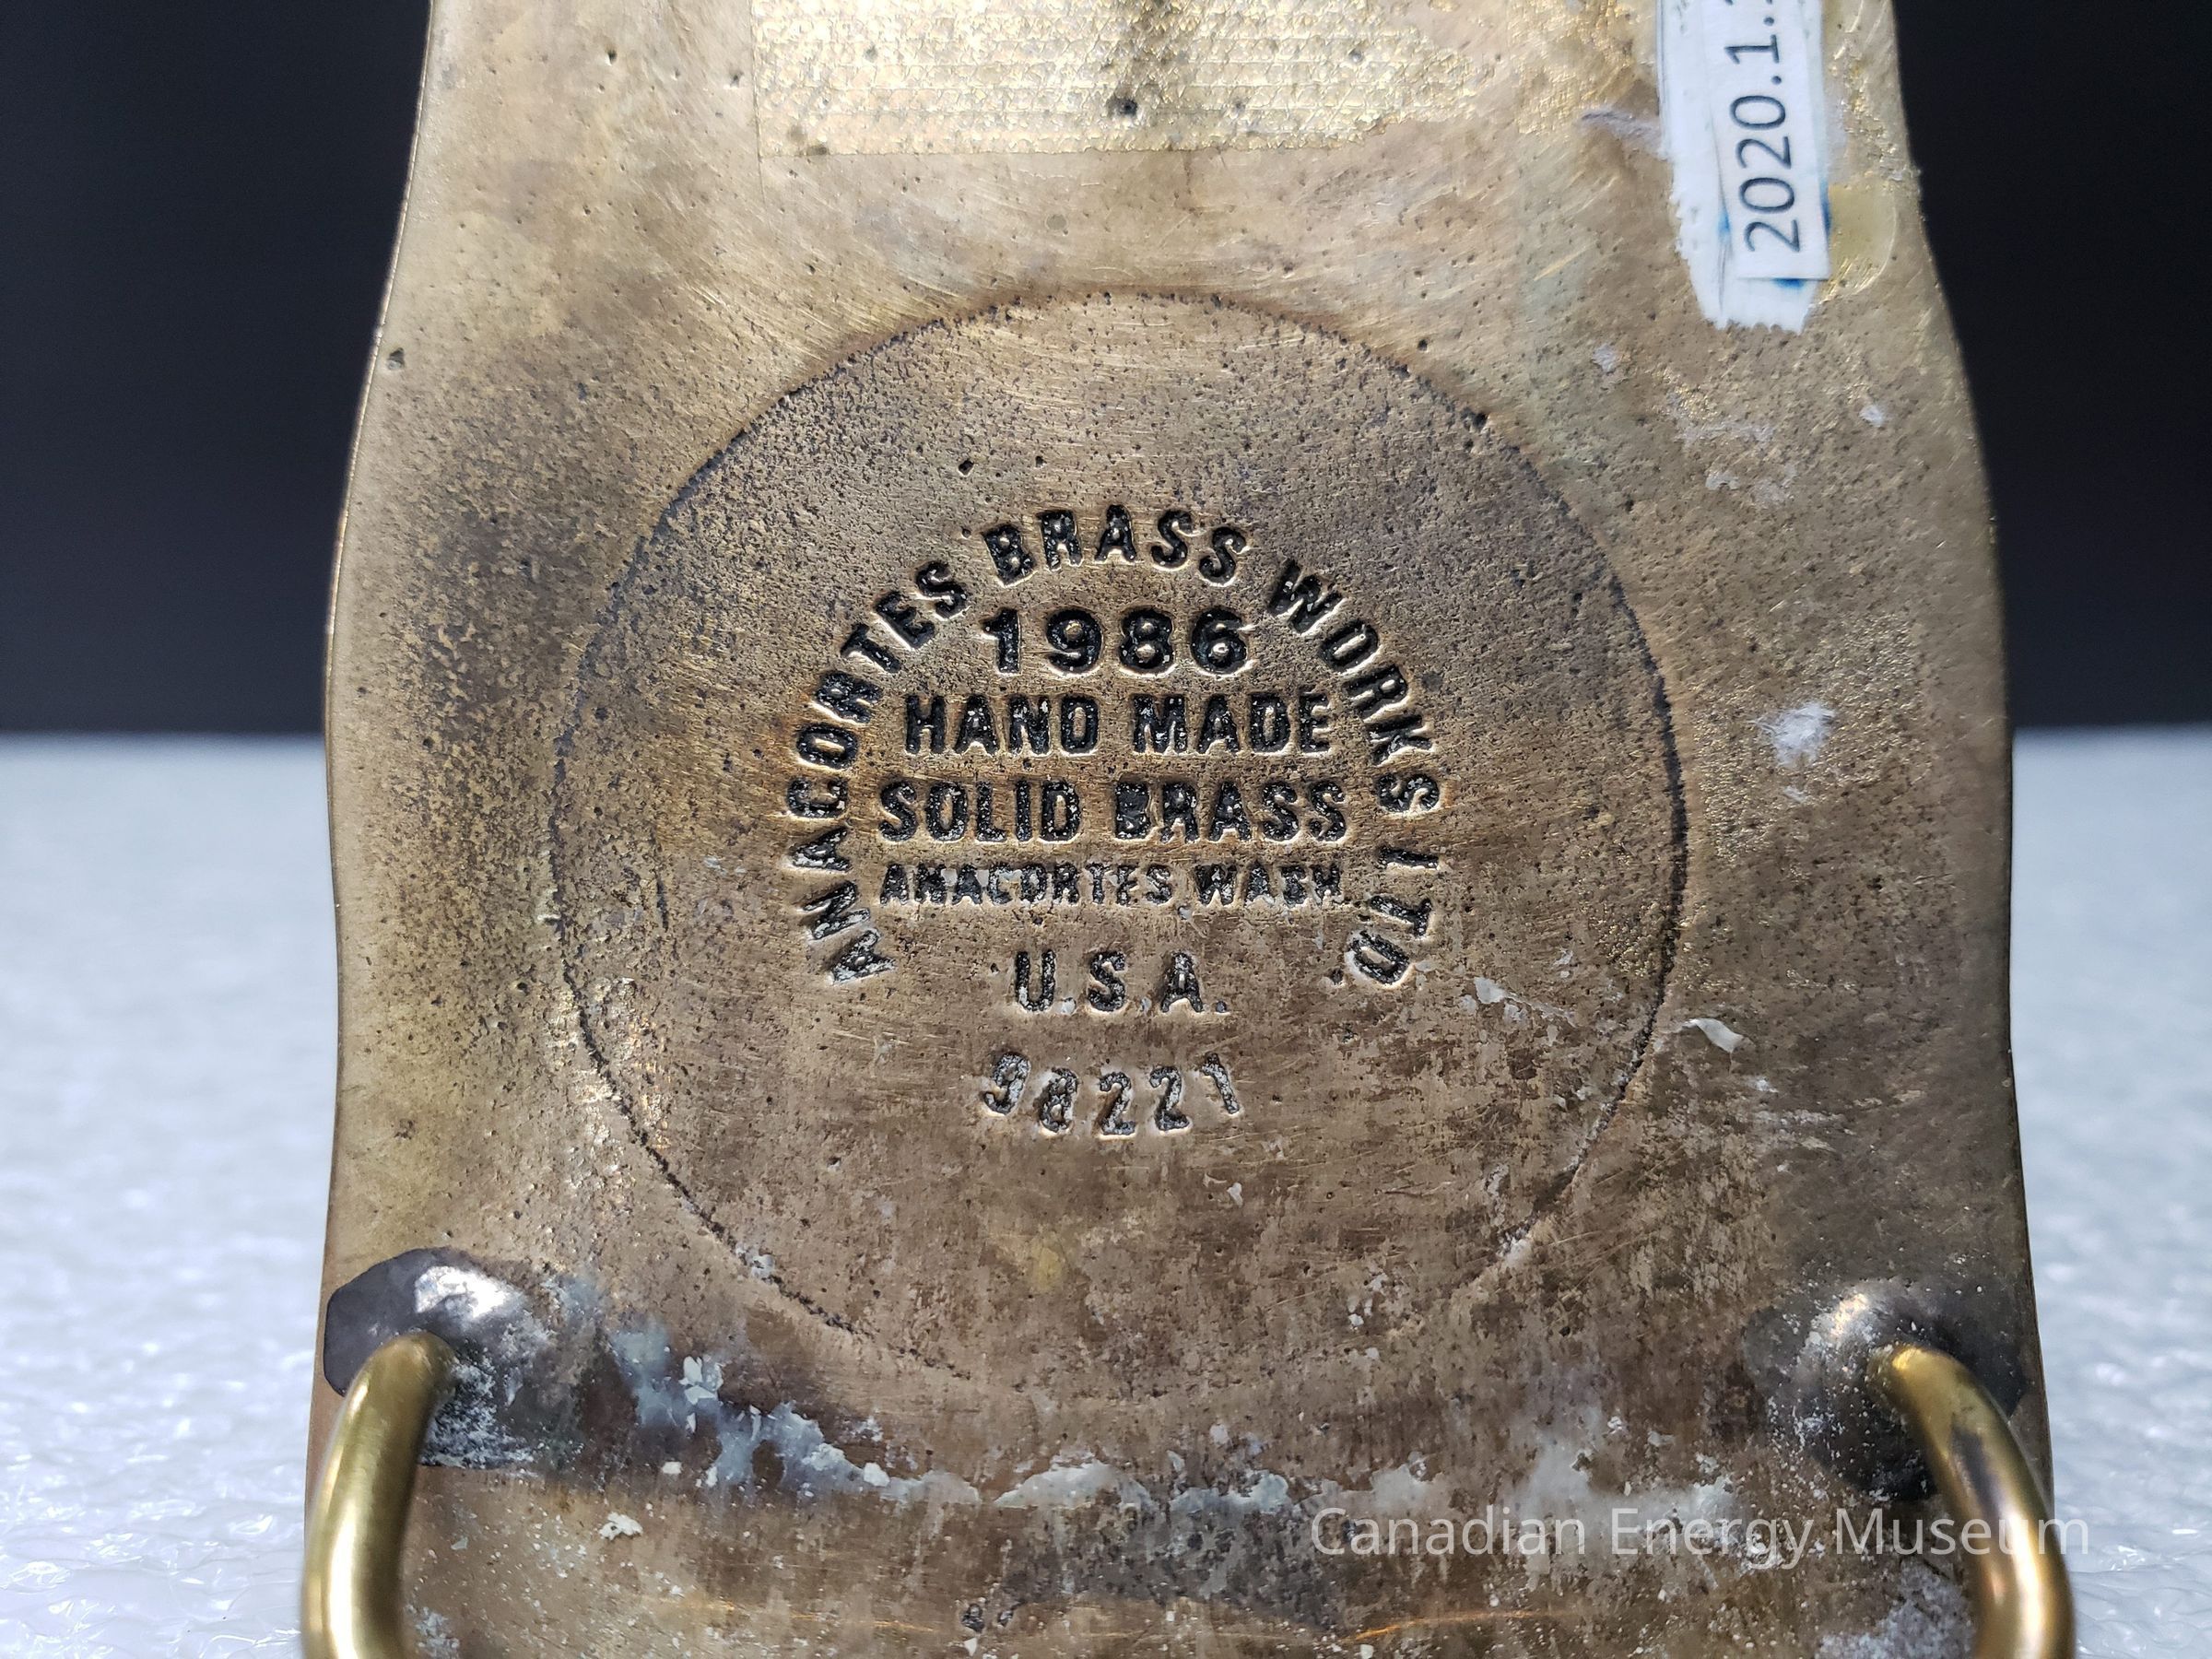 2020.1.
ANACORTES BRASS WORKS LTD.
1986
HAND MADE
SOLID BRASS
ANACORTES WASH.
U.S.A.
98221
Canadian Energy Museum